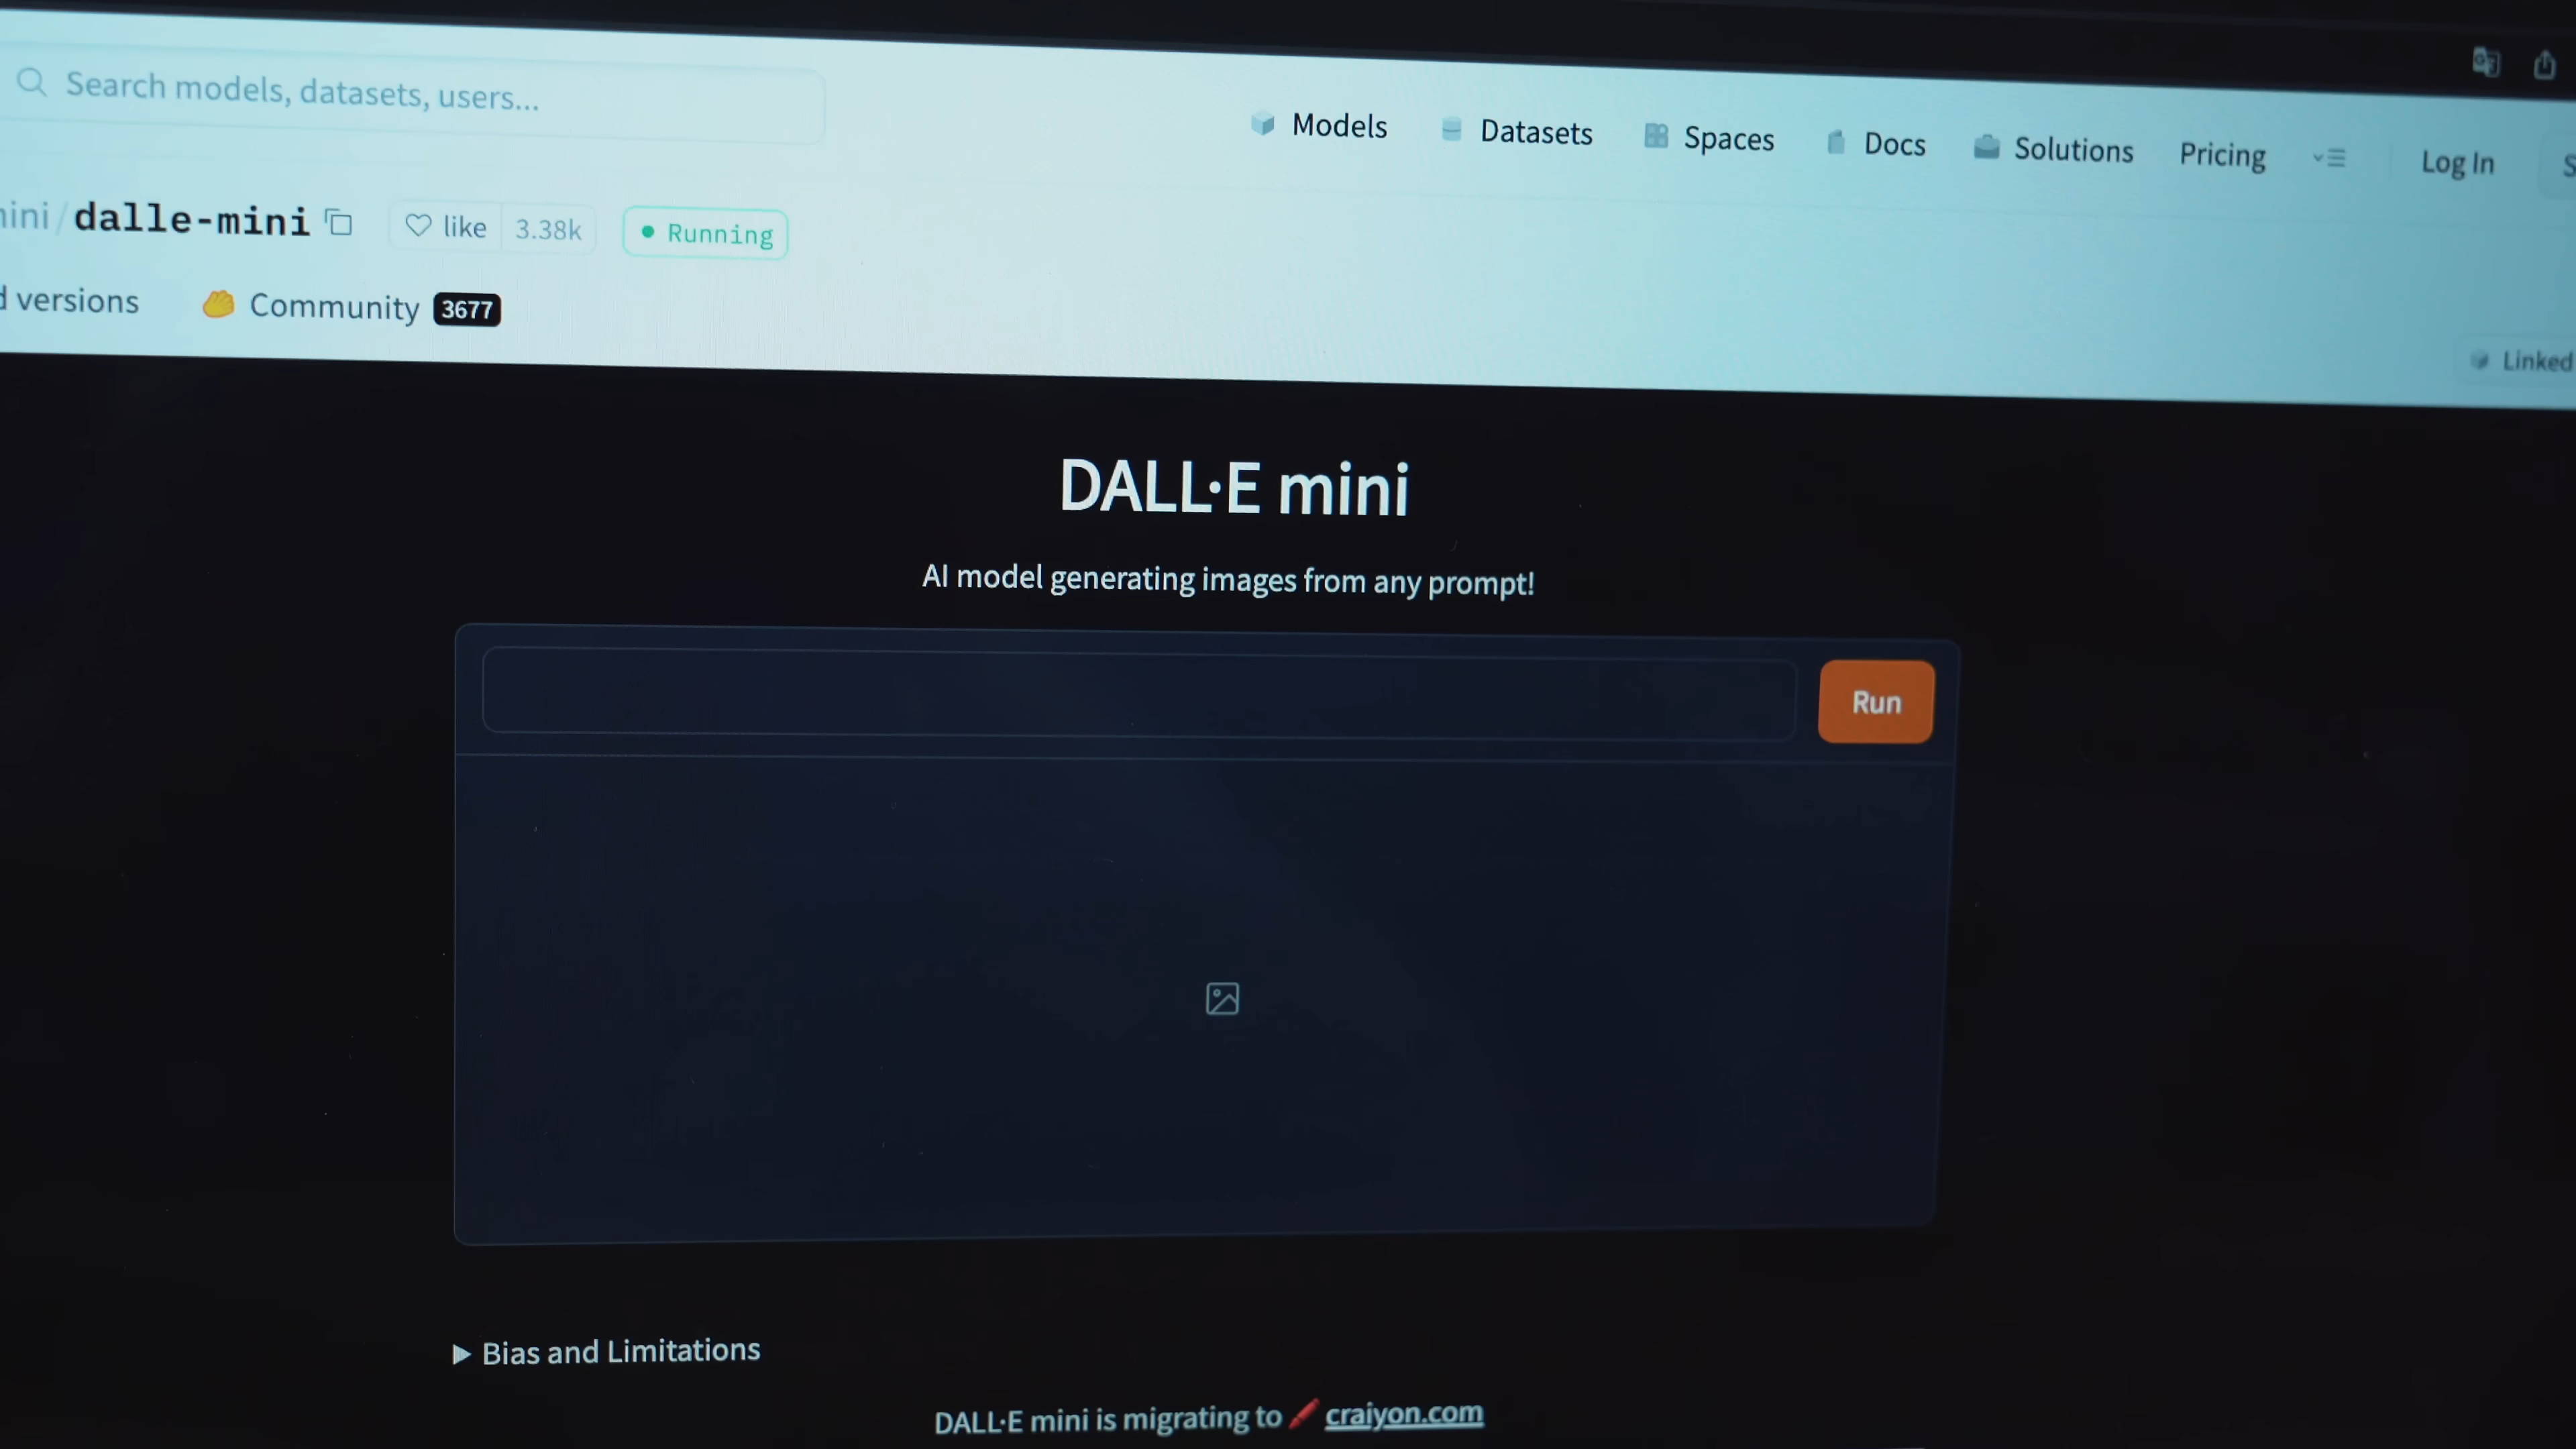 Search models, datasets, users...
Models Datasets Spaces Docs Solutions Pricing Log In
dalle-mini like 3.38k Running
versions Community 3677
Linked
DALL·E mini
AI model generating images from any prompt!
Run
Bias and Limitations
DALL·E mini is migrating to craiyon.com